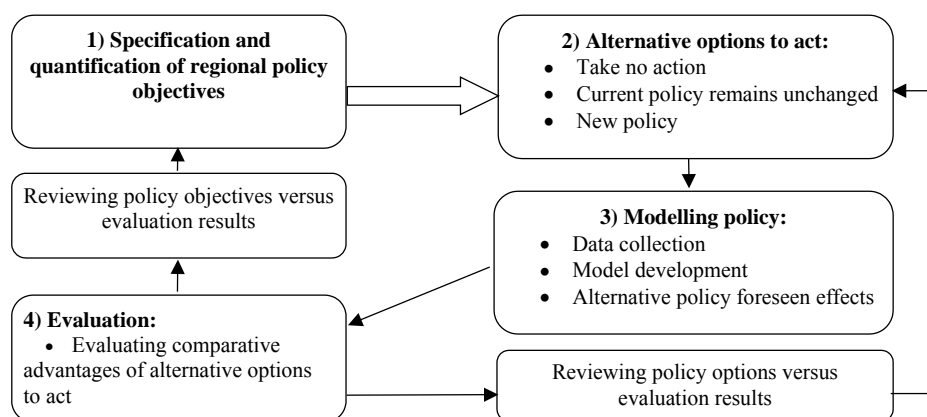 1) Specification and
quantification of regional policy
objectives
2) Alternative options to act:
• Take no action
• Current policy remains unchanged
• New policy
Reviewing policy objectives versus
evaluation results
3) Modelling policy:
• Data collection
• Model development
• Alternative policy foreseen effects
4) Evaluation:
• Evaluating comparative
advantages of alternative options
to act
Reviewing policy options versus
evaluation results